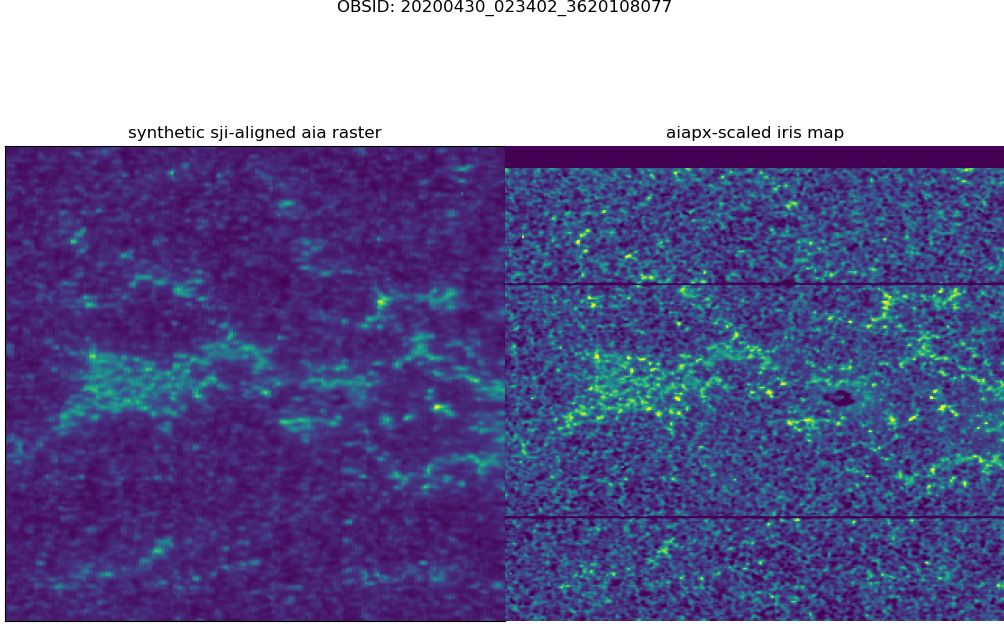 OBSID: 20200430_023402_3620108077
synthetic sji-aligned aia raster
aiapx-scaled iris map